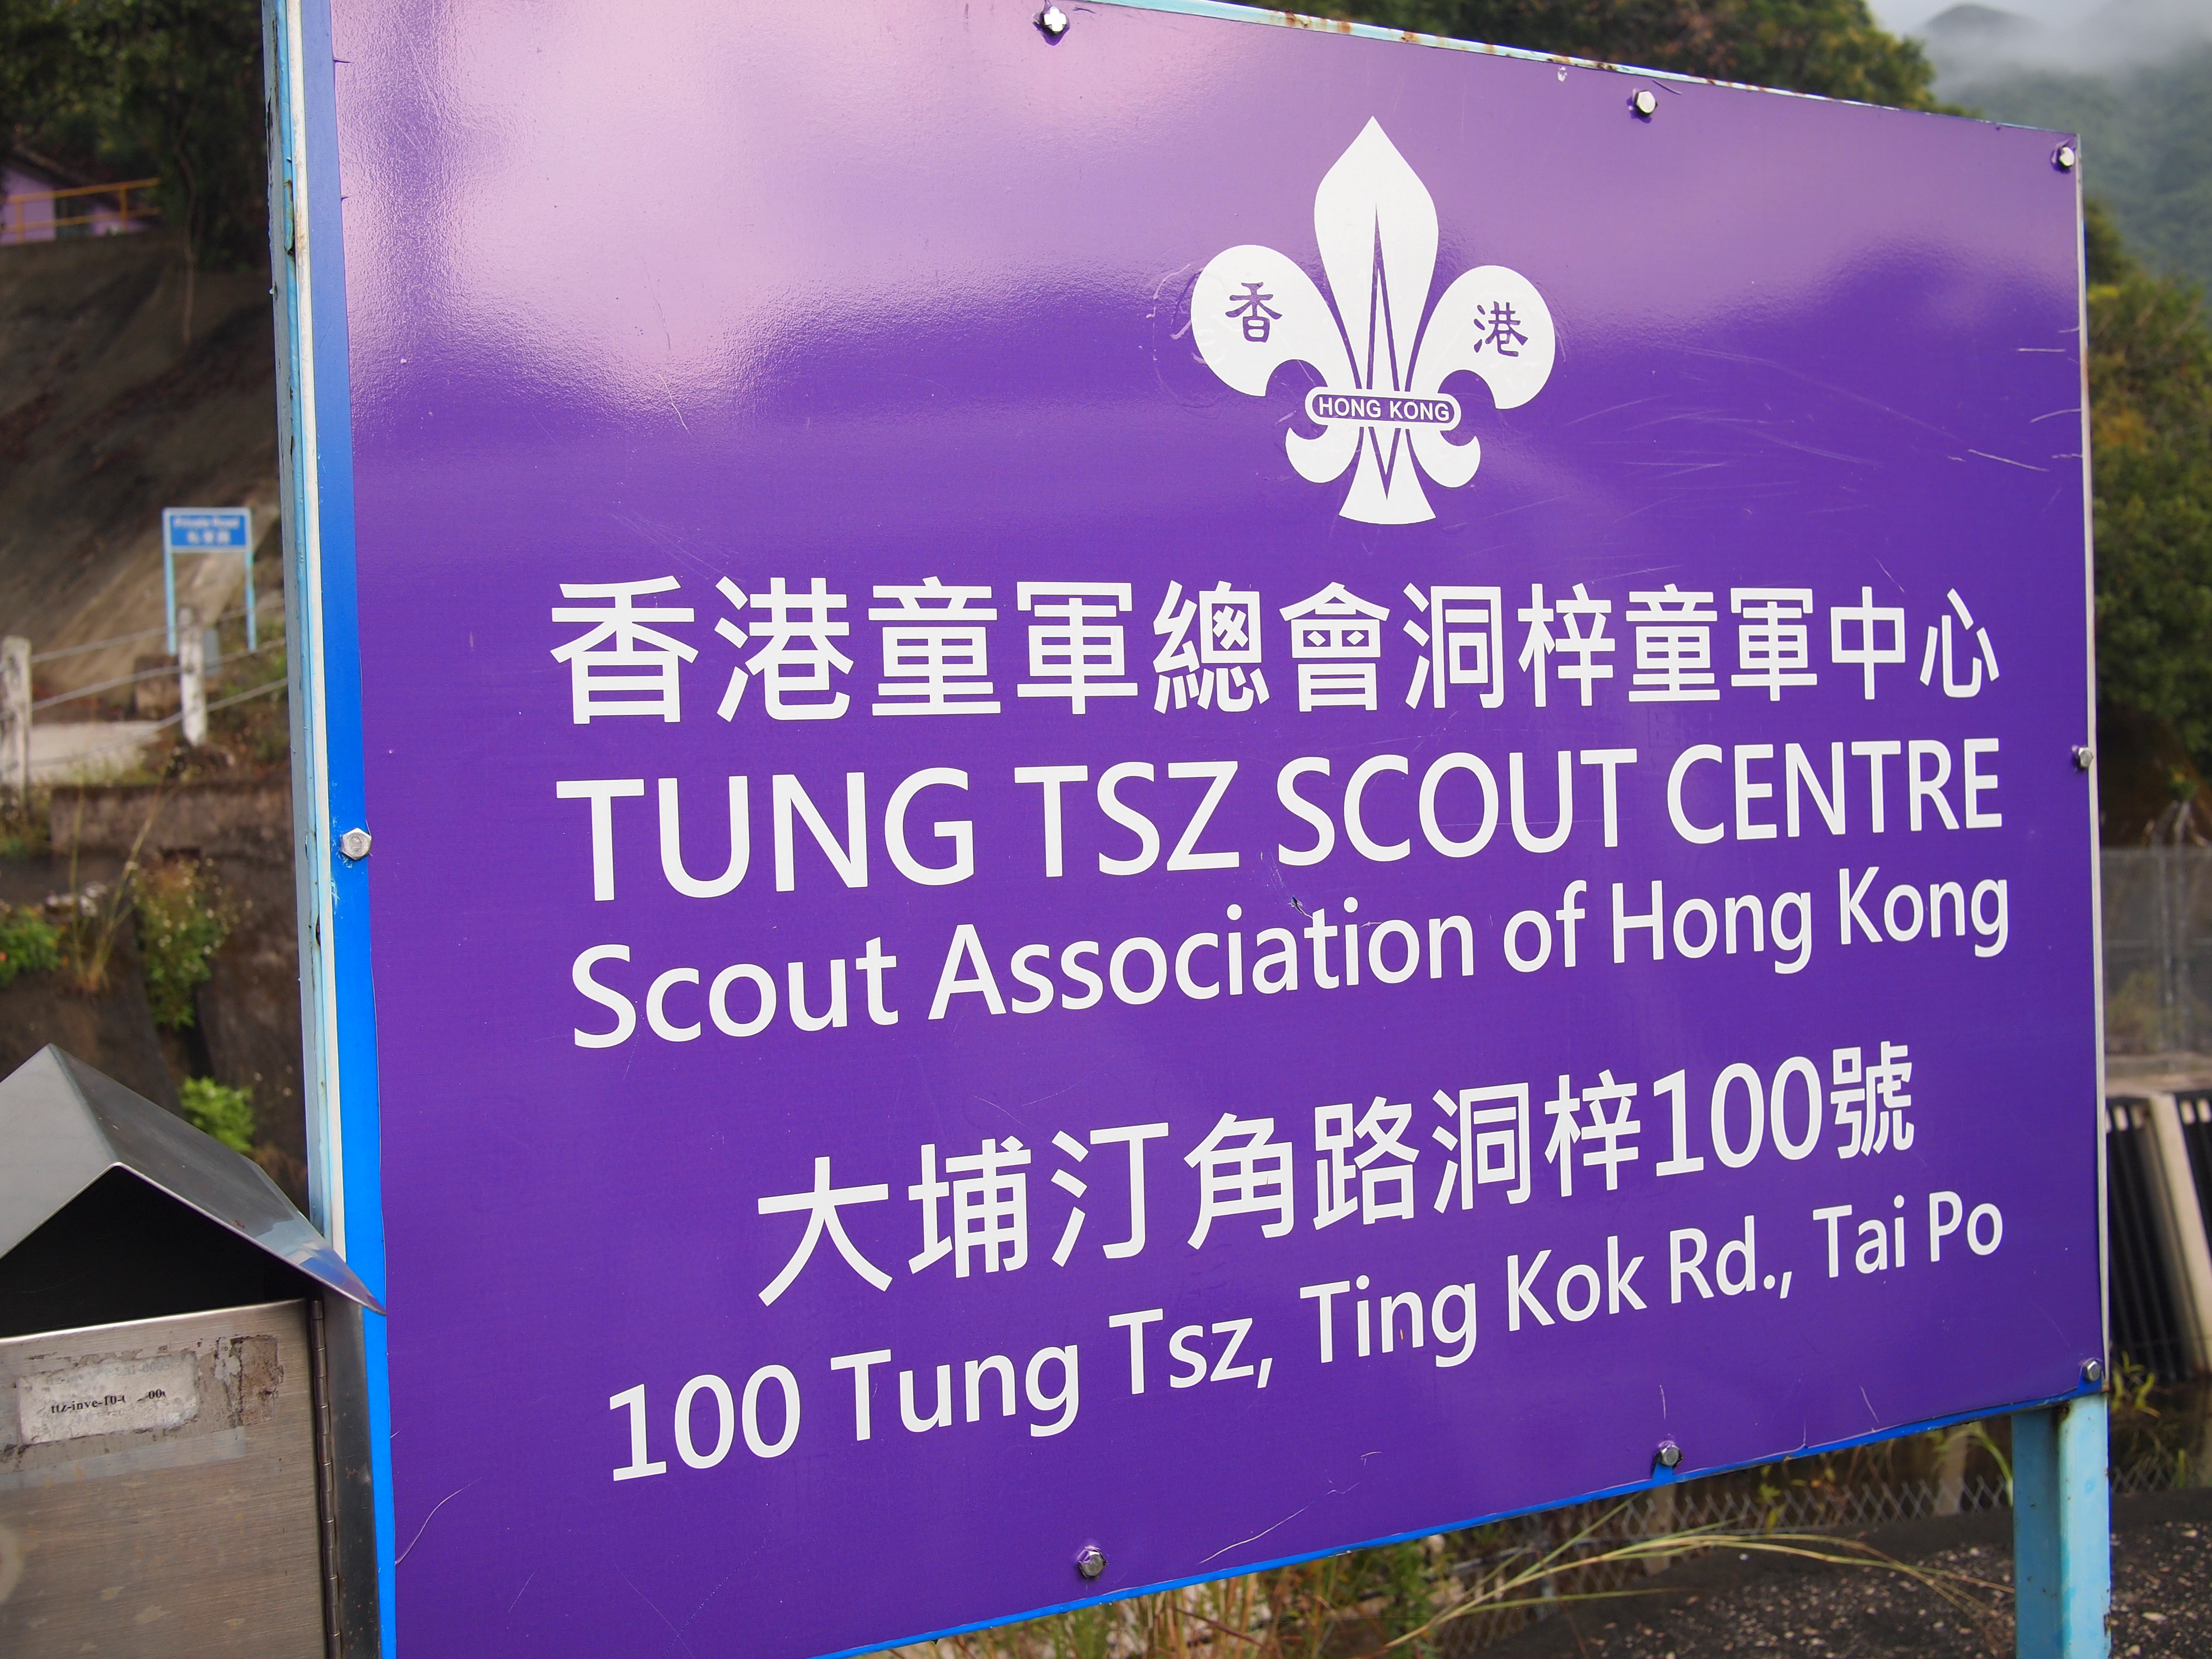 香 港
HONG KONG
香港童軍總會洞梓童軍中心
TUNG TSZ SCOUT CENTRE
Scout Association of Hong Kong
大埔汀角路洞梓100號
100 Tung Tsz, Ting Kok Rd., Tai Po
Private Road